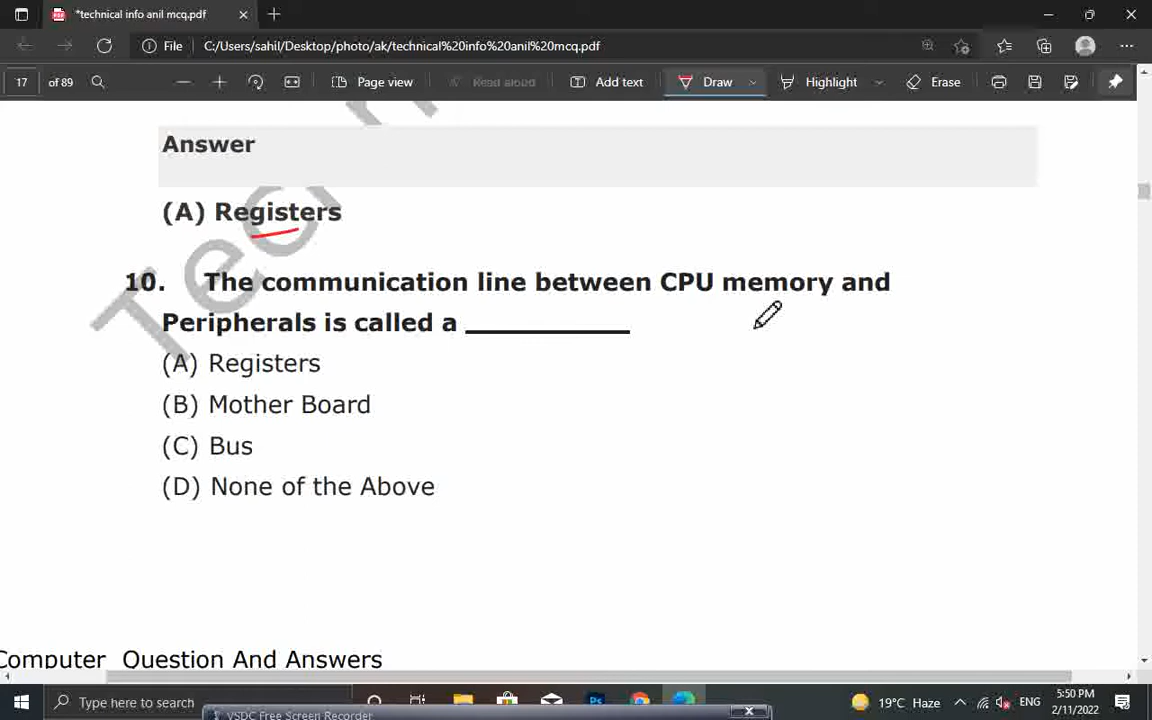 *technical info anil mcq.pdf
File C:/Users/sahil/Desktop/photo/ak/technical%20info%20anil%20mcq.pdf
17 of 89 Page view Read aloud Add text Draw Highlight Erase
Answer
(A) Registers
Tech
10. The communication line between CPU memory and
Peripherals is called a ____________
(A) Registers
(B) Mother Board
(C) Bus
(D) None of the Above
Computer Question And Answers
Type here to search 19°C Haze ENG 5:50 PM
2/11/2022
VSDC Free Screen Recorder